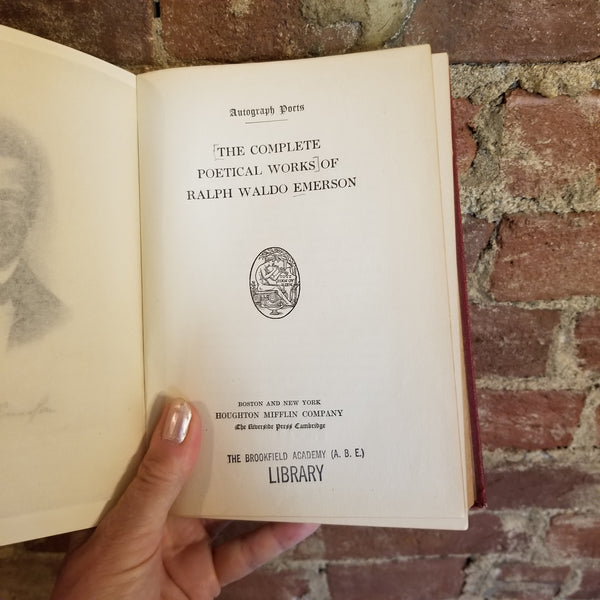 Autograph Poets
[THE COMPLETE
POETICAL WORKS] OF
RALPH WALDO EMERSON
BOSTON AND NEW YORK
HOUGHTON MIFFLIN COMPANY
The Riverside Press Cambridge
THE BROOKFIELD ACADEMY (A. B. E.)
LIBRARY